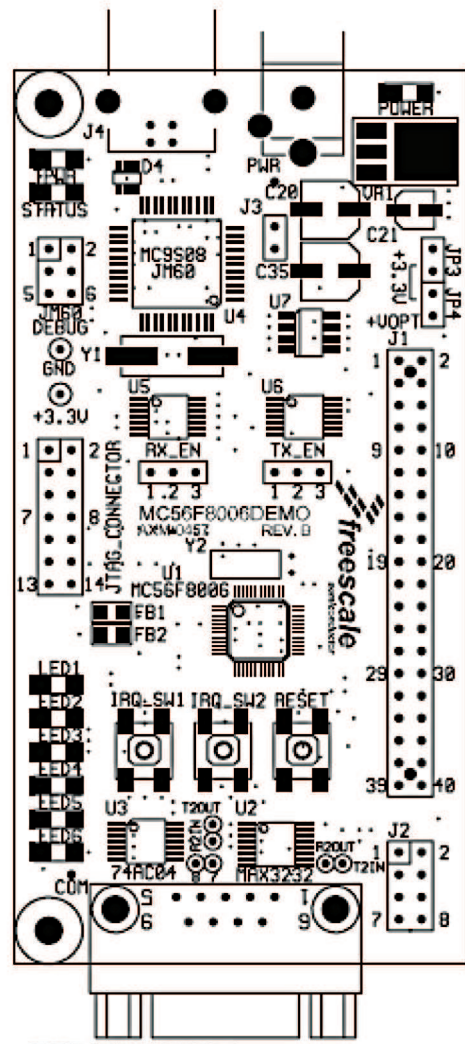 POWER
J4
D4
PWR
PWR
STATUS
C20
VR1
J3
C21
MC9S08
JM60
C35
+3.3V
JP3
JP4
1 2
5 6
JM60
DEBUG
U4
U7
+VOPT
J1
Y1
GND
1 2
U5
U6
+3.3V
RX_EN
TX_EN
1 2
9 10
1 2 3
1 2 3
7 8
JTAG_CONNECTOR
MC56F8006DEMO
AXM-0457 REV. B
freescale
semiconductor
Y2
19 20
U1
MC56F8006
13 14
FB1
FB2
LED1
29 30
LED2
IRQ_SW1
IRQ_SW2
RESET
LED3
LED4
39 40
LED5
U3
T2OUT
R2IN
U2
LED6
J2
1 2
R2OUT
T2IN
74AC04
8 7
MAX3232
COM
5 1
9 6
7 8